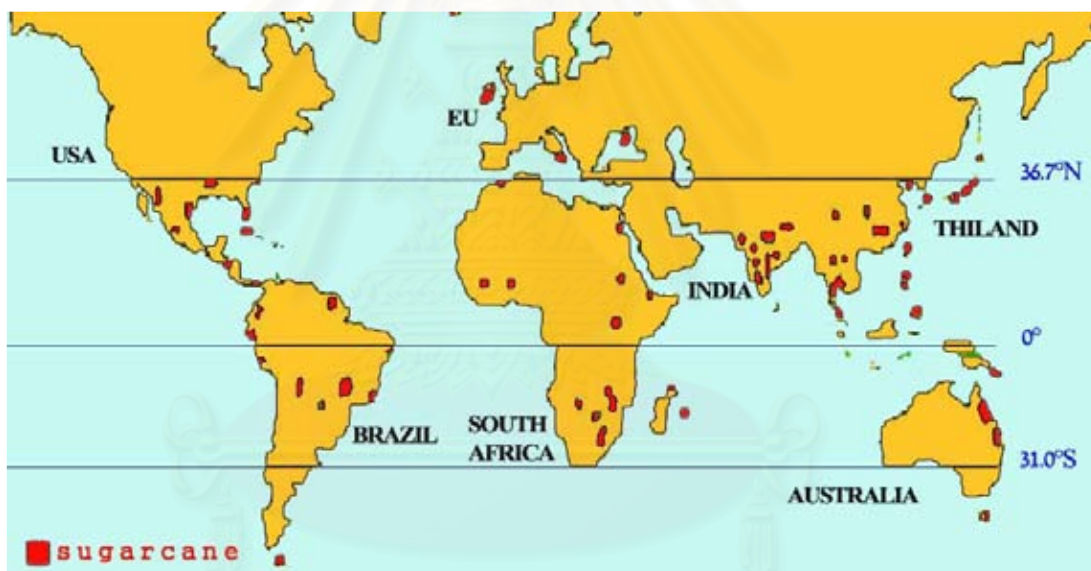 EU
USA
36.7°N
THILAND
INDIA
0°
SOUTH
AFRICA
BRAZIL
31.0°S
AUSTRALIA
sugarcane